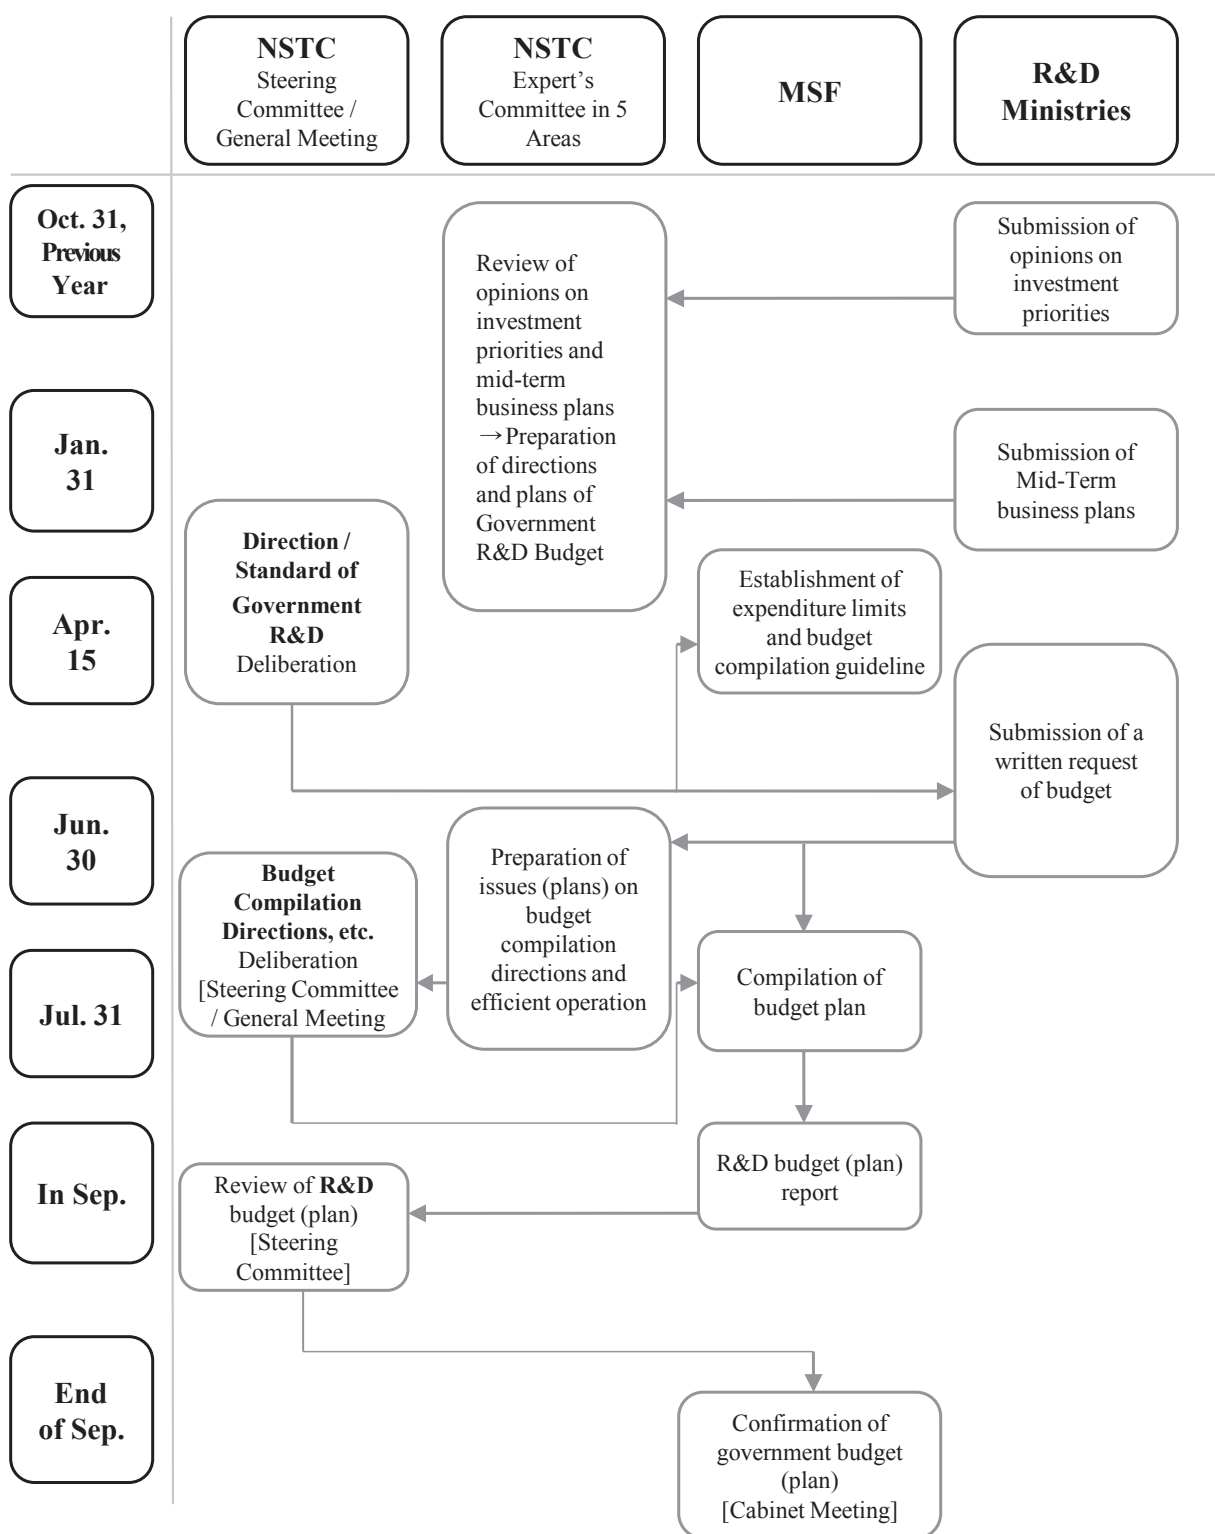 NSTC
Steering
Committee /
General Meeting
NSTC
Expert’s
Committee in 5
Areas
MSF
R&D
Ministries
Oct. 31,
Previous
Year
Review of
opinions on
investment
priorities and
mid-term
business plans
→Preparation
of directions
and plans of
Government
R&D Budget
Submission of
opinions on
investment
priorities
Jan.
31
Submission of
Mid-Term
business plans
Direction /
Standard of
Government
R&D
Deliberation
Apr.
15
Establishment of
expenditure limits
and budget
compilation guideline
Submission of a
written request
of budget
Jun.
30
Budget
Compilation
Directions, etc.
Deliberation
[Steering Committee
/ General Meeting
Preparation of
issues (plans) on
budget
compilation
directions and
efficient operation
Jul. 31
Compilation of
budget plan
In Sep.
R&D budget (plan)
report
Review of R&D
budget (plan)
[Steering
Committee]
End
of Sep.
Confirmation of
government budget
(plan)
[Cabinet Meeting]